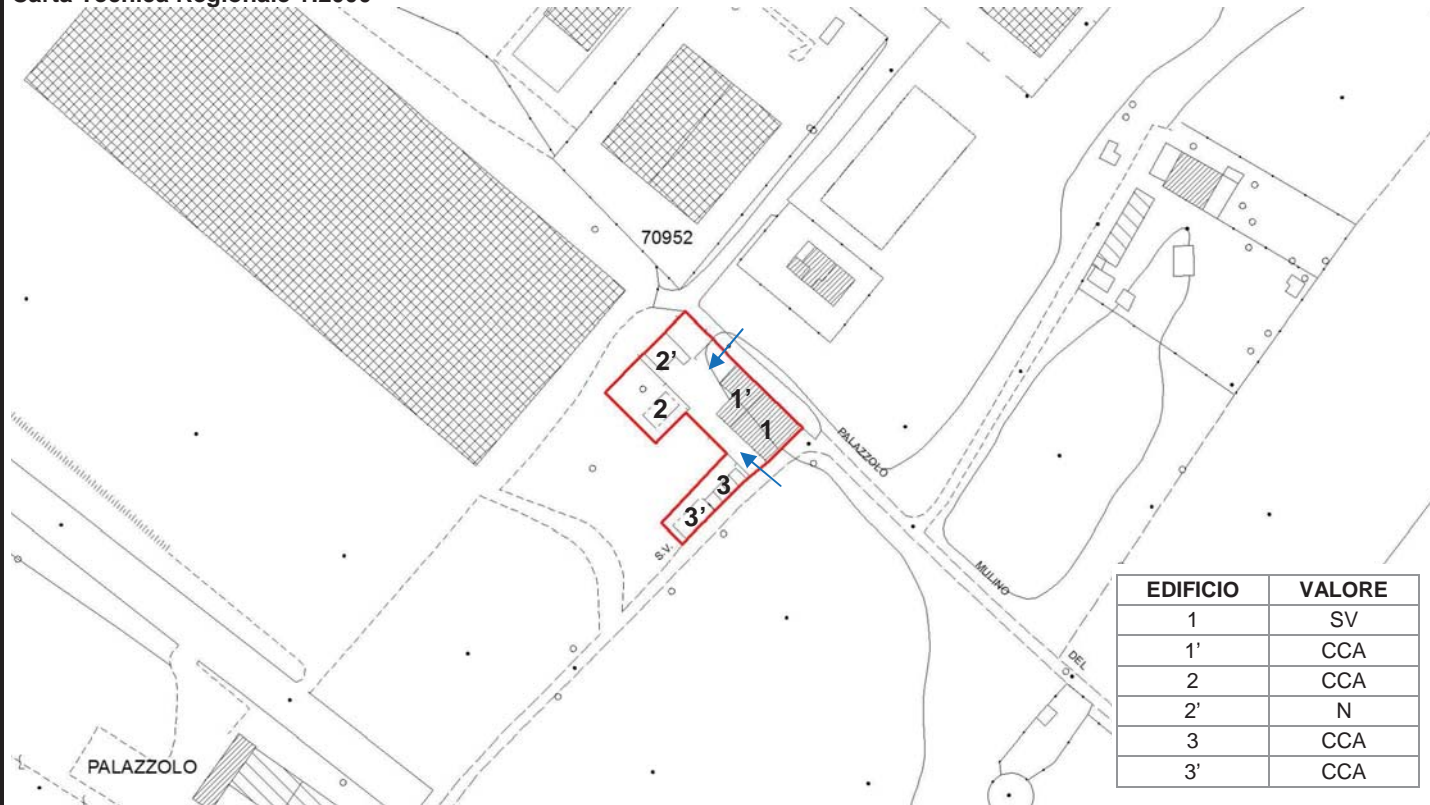 70952
2’
1’
2
1
3
3’
S.V.
PALAZZOLO
MULINO
DEL
PALAZZOLO
EDIFICIO VALORE
1 SV
1’ CCA
2 CCA
2’ N
3 CCA
3’ CCA